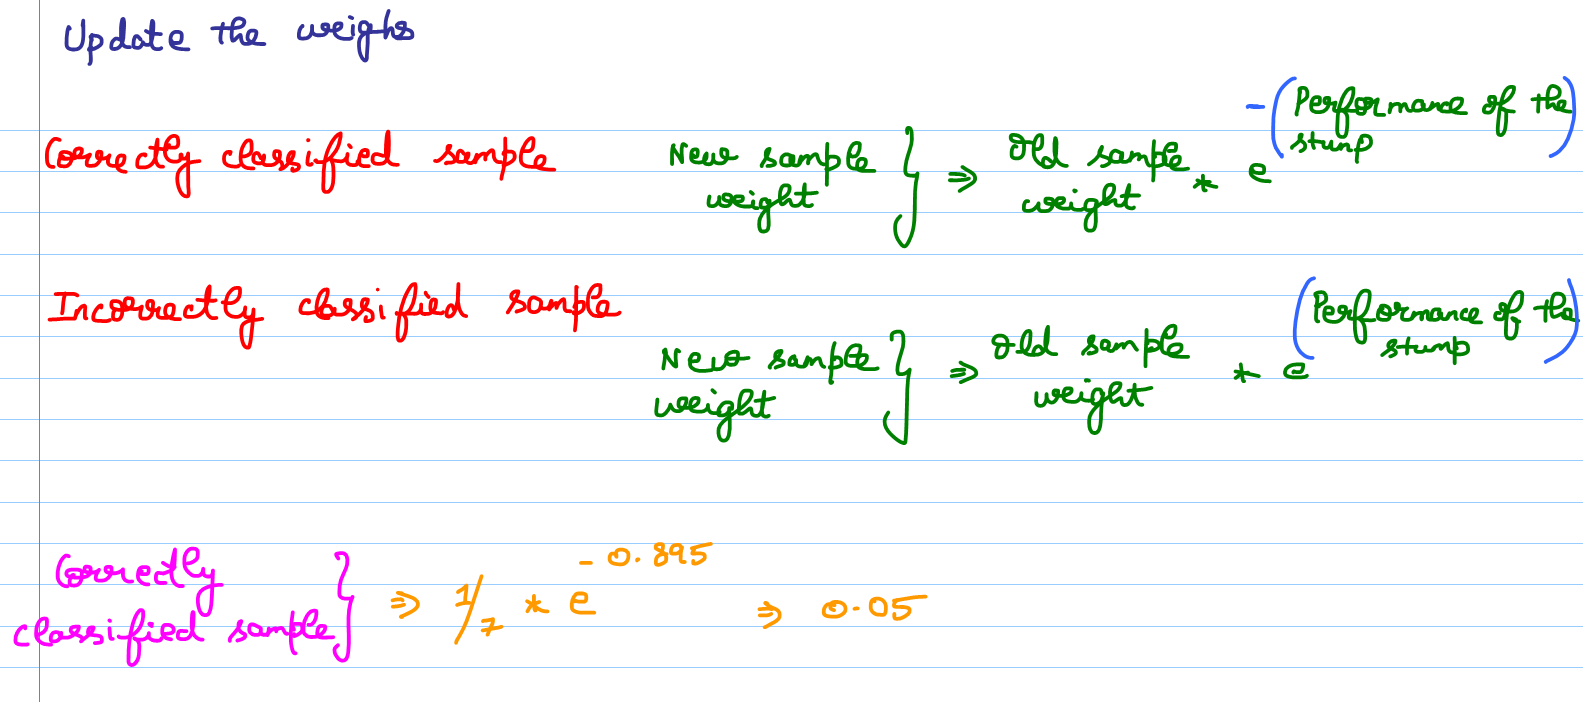 Update the weighs
Correctly classified sample
New sample weight } ⇒ Old sample weight * e -(Performance of the stump)
Incorrectly classified sample
New sample weight } ⇒ Old sample weight * e (Performance of the stump)
Correctly classified sample } ⇒ 1/7 * e -0.895 ⇒ 0.05